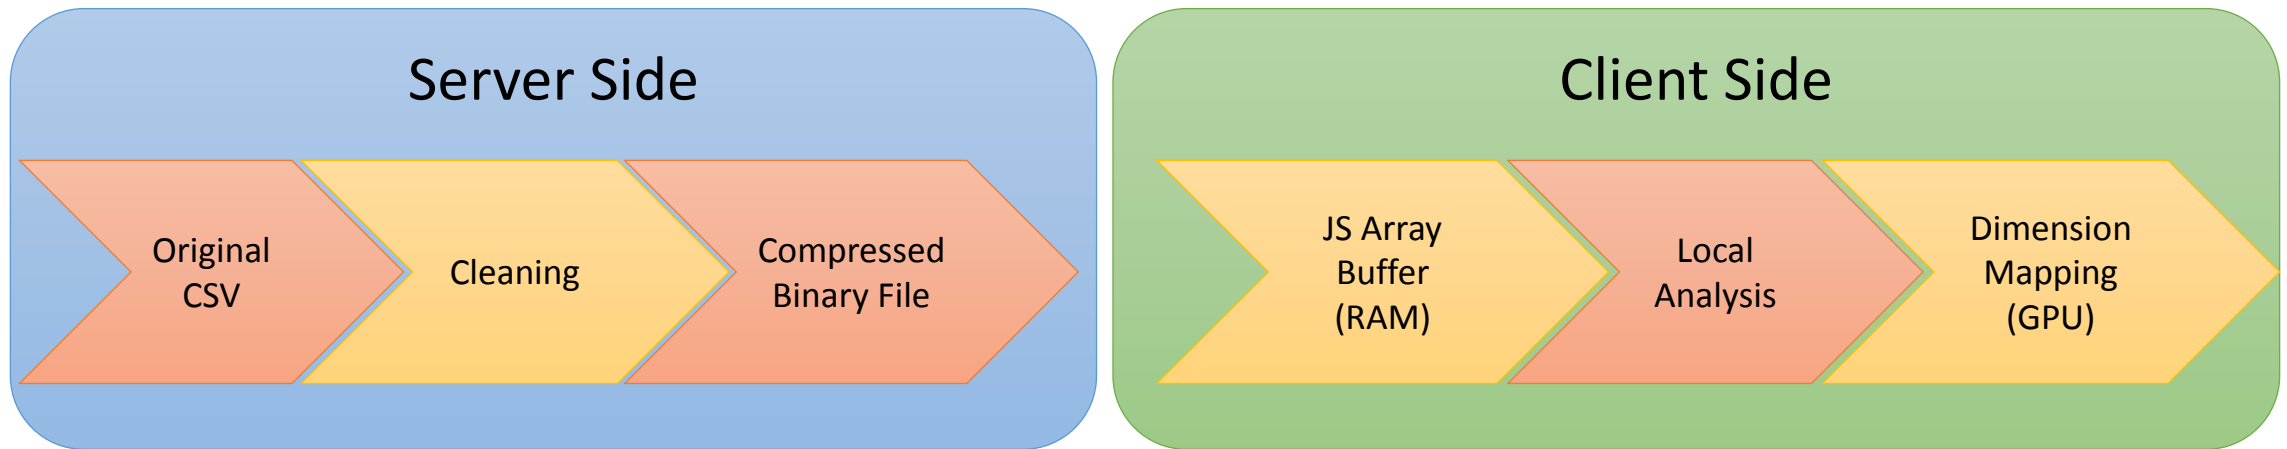 Server Side
Original
CSV
Cleaning
Compressed
Binary File
Client Side
JS Array
Buffer
(RAM)
Local
Analysis
Dimension
Mapping
(GPU)